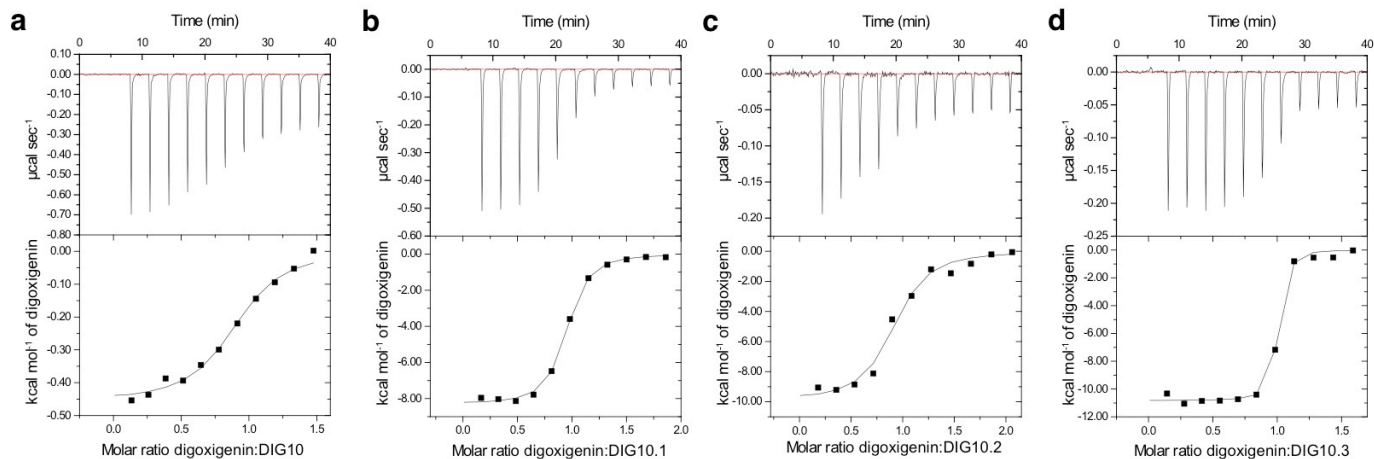 a
Time (min)
0 10 20 30 40
0.10
0.00
-0.10
-0.20
-0.30
-0.40
-0.50
-0.60
-0.70
-0.80
µcal sec-1
0.00
-0.10
-0.20
-0.30
-0.40
-0.50
kcal mol-1 of digoxigenin
0.0 0.5 1.0 1.5
Molar ratio digoxigenin:DIG10
b
Time (min)
0 10 20 30 40
0.00
-0.10
-0.20
-0.30
-0.40
-0.50
-0.60
µcal sec-1
0.00
-2.00
-4.00
-6.00
-8.00
kcal mol-1 of digoxigenin
0.0 0.5 1.0 1.5 2.0
Molar ratio digoxigenin:DIG10.1
c
Time (min)
0 10 20 30 40
0.00
-0.05
-0.10
-0.15
-0.20
µcal sec-1
0.00
-2.00
-4.00
-6.00
-8.00
-10.00
kcal mol-1 of digoxigenin
0.0 0.5 1.0 1.5 2.0
Molar ratio digoxigenin:DIG10.2
d
Time (min)
0 10 20 30 40
0.00
-0.05
-0.10
-0.15
-0.20
-0.25
µcal sec-1
0.00
-2.00
-4.00
-6.00
-8.00
-10.00
-12.00
kcal mol-1 of digoxigenin
0.0 0.5 1.0 1.5
Molar ratio digoxigenin:DIG10.3